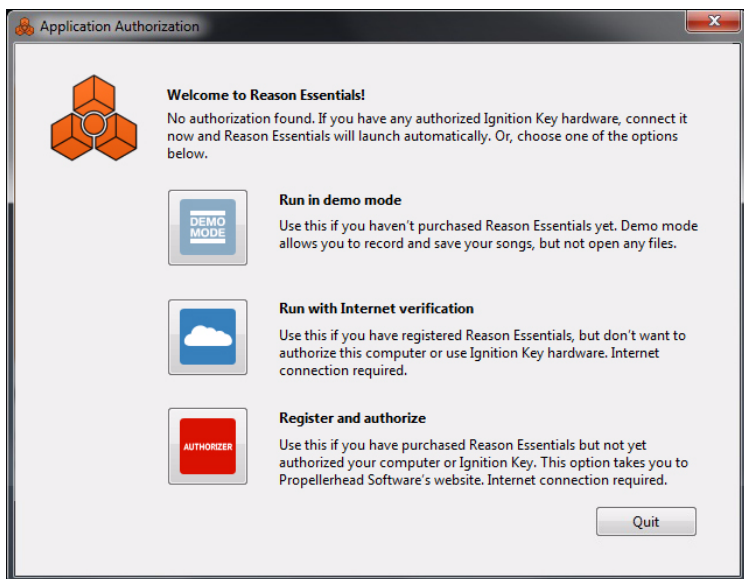 Application Autho
Welcome to Reason Essentials!
No authorization found. If you have any authorized Ignition Key hardware, connect it
now and Reason Essentials will launch automatically. Or, choose one of the options
below.
DEMO
MODE
Run in demo mode
Use this if you haven't purchased Reason Essentials yet. Demo mode
allows you to record and save your songs, but not open any files.
Run with Internet verification
Use this if you have registered Reason Essentials, but don't want to
authorize this computer or use Ignition Key hardware. Internet
connection required.
AUTHORIZER
Register and authorize
Use this if you have purchased Reason Essentials but not yet
authorized your computer or Ignition Key. This option takes you to
Propellerhead Software's website. Internet connection required.
Quit